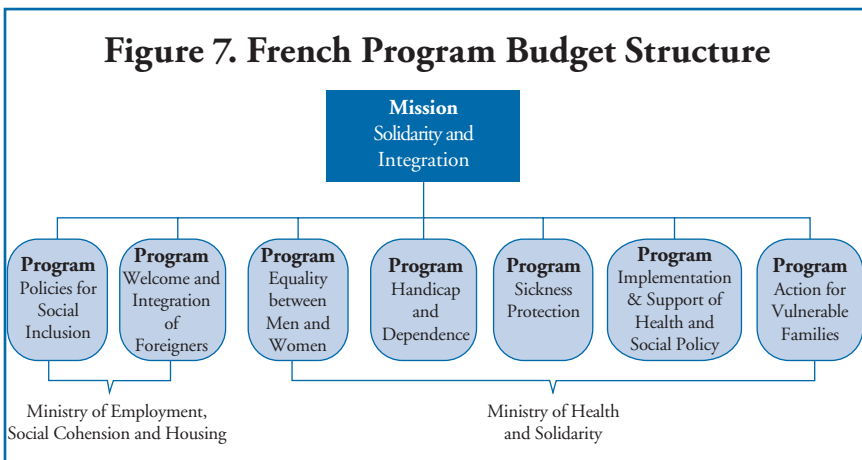 Figure 7. French Program Budget Structure
Mission
Solidarity and
Integration
Program
Policies for
Social
Inclusion
Program
Welcome and
Integration
of
Foreigners
Program
Equality
between
Men and
Women
Program
Handicap
and
Dependence
Program
Sickness
Protection
Program
Implementation
& Support of
Health and
Social Policy
Program
Action for
Vulnerable
Families
Ministry of Employment,
Social Cohension and Housing
Ministry of Health
and Solidarity